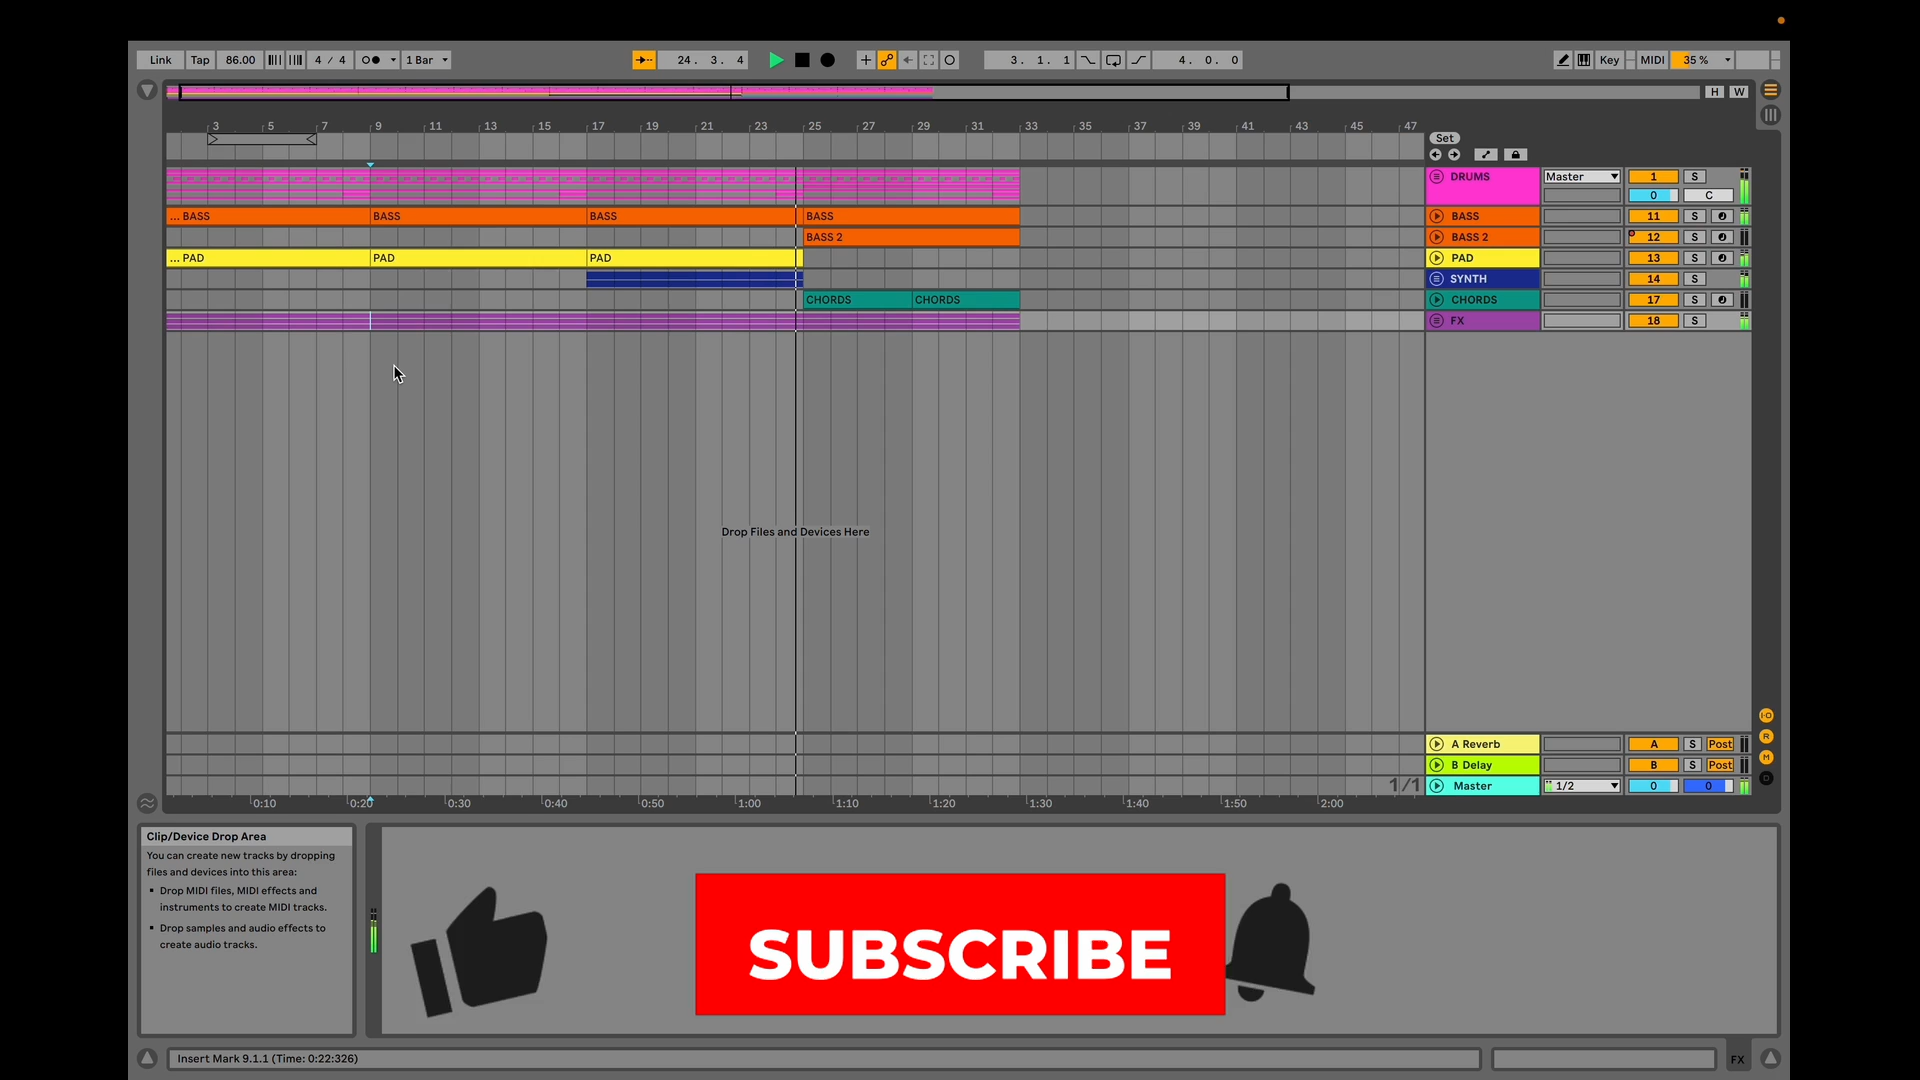 Link Tap 86.00 4 / 4 1 Bar 24. 3. 4 3. 1. 1 4. 0. 0 Key MIDI 35 %
H W
3 5 7 9 11 13 15 17 19 21 23 25 27 29 31 33 35 37 39 41 43 45 47
Set
DRUMS Master 1 S
0 C
... BASS BASS BASS BASS BASS 11 S
BASS 2 BASS 2 12 S
... PAD PAD PAD PAD 13 S
SYNTH 14 S
CHORDS CHORDS CHORDS 17 S
FX 18 S
Drop Files and Devices Here
I·O
R
M
D
A Reverb A S Post
B Delay B S Post
1/1 Master 1/2 0 0
0:10 0:20 0:30 0:40 0:50 1:00 1:10 1:20 1:30 1:40 1:50 2:00
Clip/Device Drop Area
You can create new tracks by dropping
files and devices into this area:
▪ Drop MIDI files, MIDI effects and
instruments to create MIDI tracks.
▪ Drop samples and audio effects to
create audio tracks.
SUBSCRIBE
Insert Mark 9.1.1 (Time: 0:22:326) FX